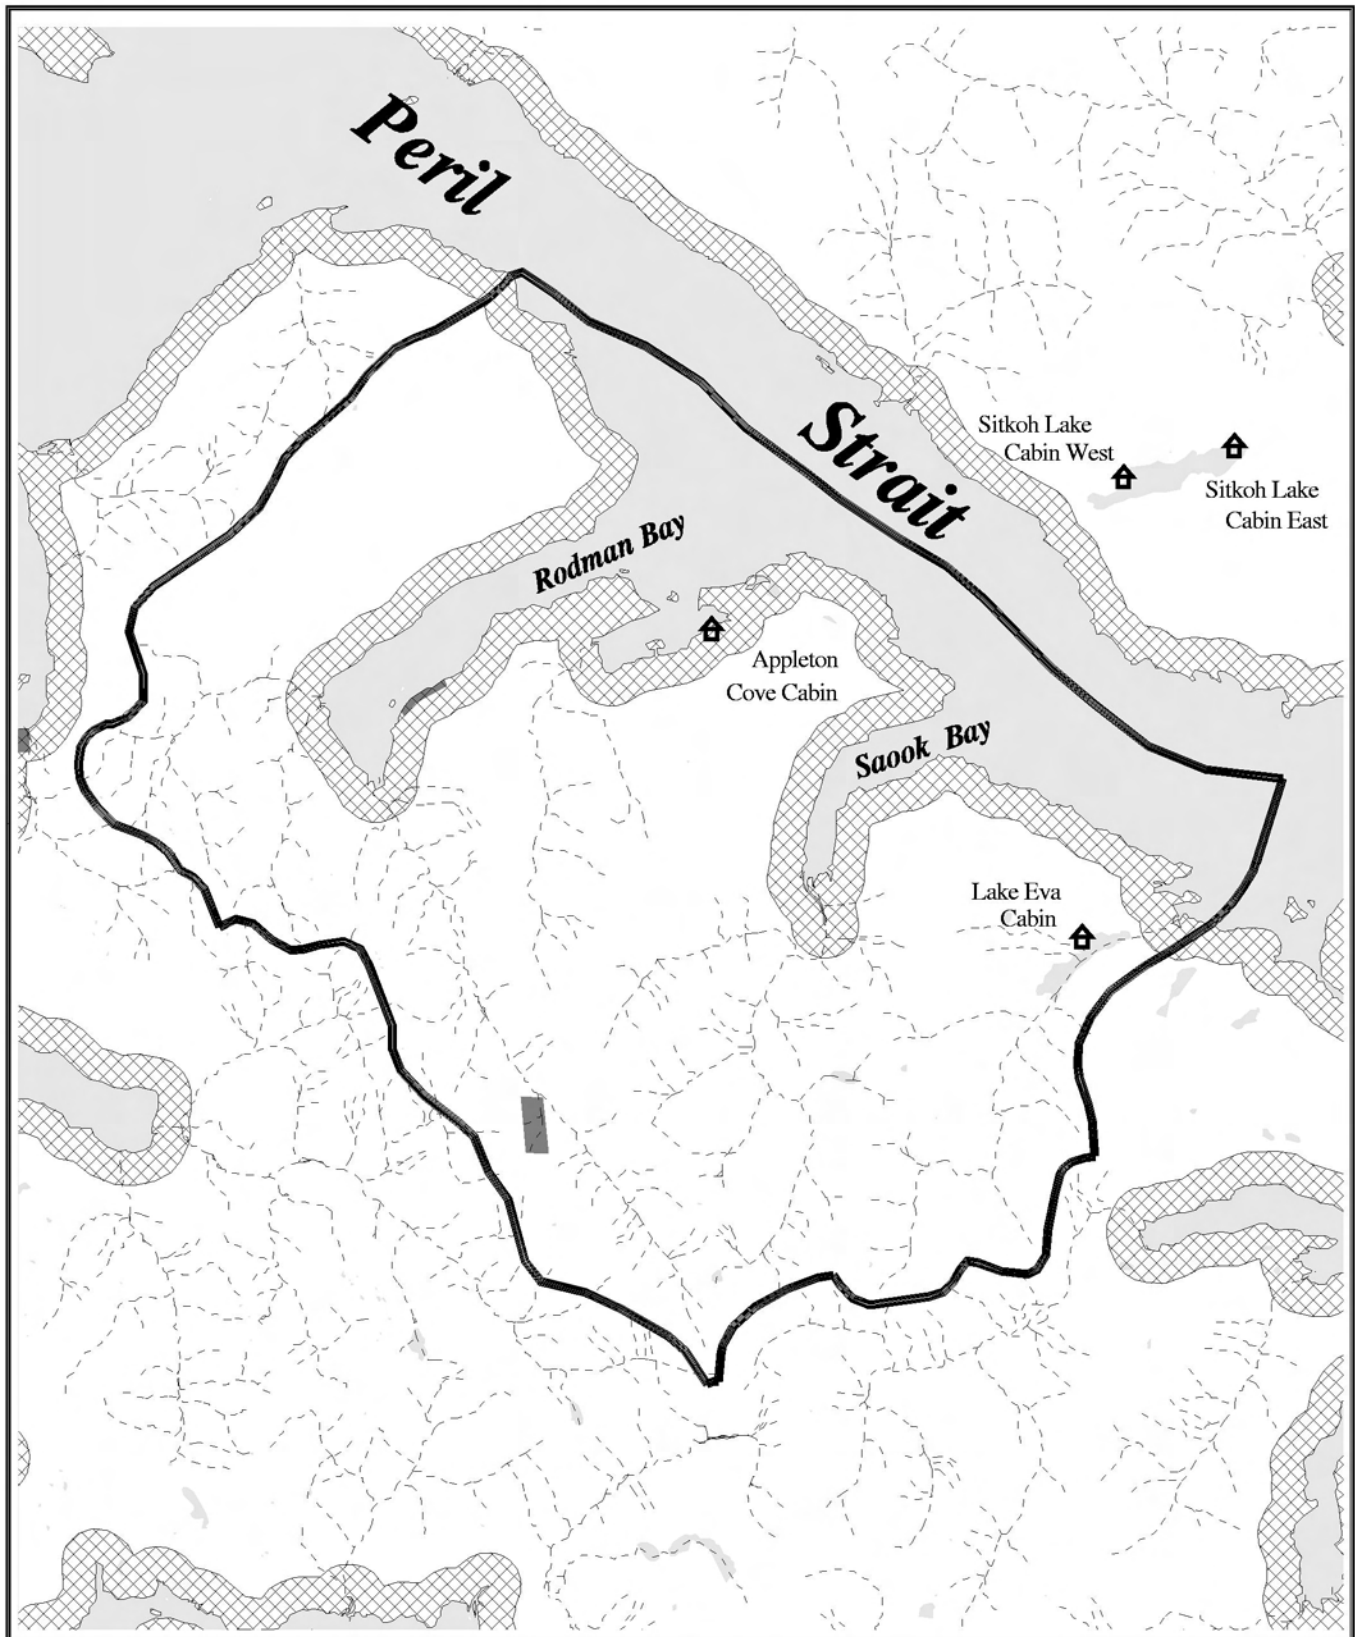 Peril
Strait
Sitkoh Lake
Cabin West
Sitkoh Lake
Cabin East
Rodman Bay
Appleton
Cove Cabin
Saook Bay
Lake Eva
Cabin